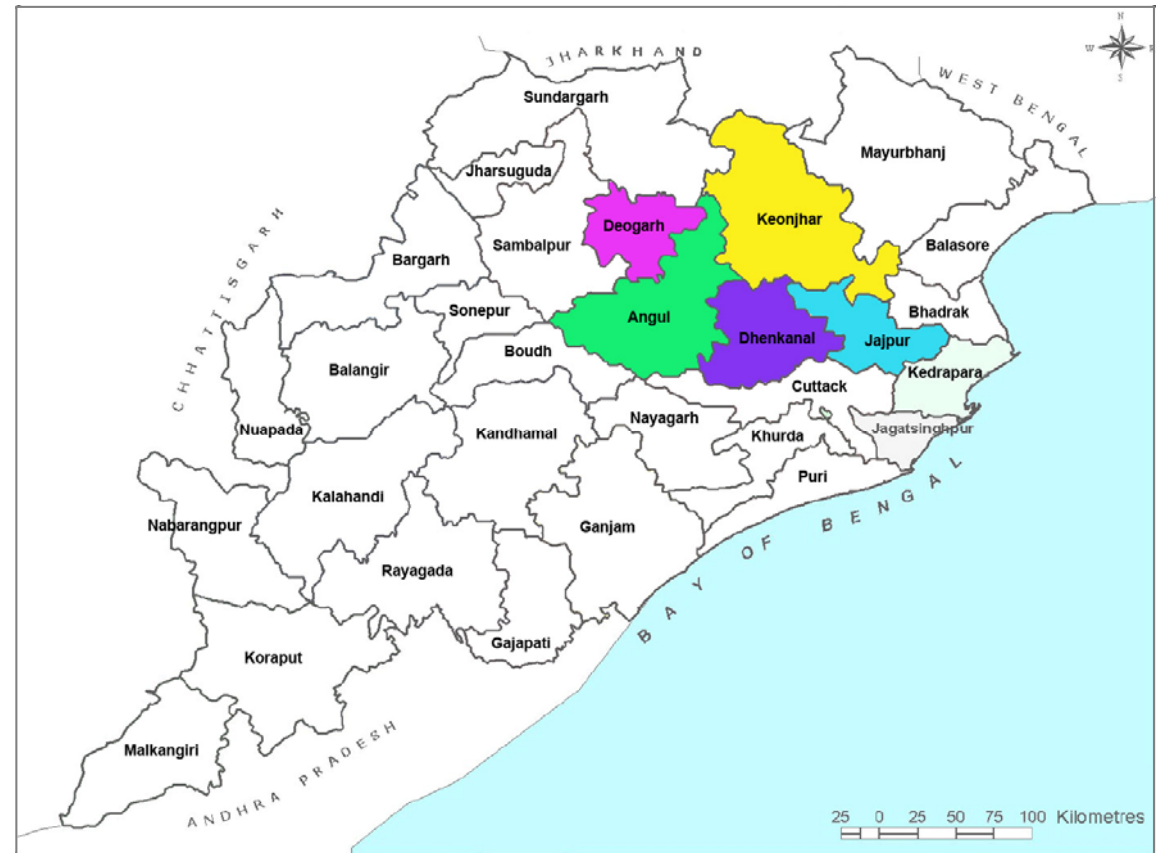 N
W E
S
JHARKHAND
WEST BENGAL
Sundargarh
Mayurbhanj
Jharsuguda
Keonjhar
Deogarh
Sambalpur
Balasore
Bargarh
CHHATTISGARH
Sonepur
Angul
Bhadrak
Dhenkanal
Jajpur
Boudh
Balangir
Kedrapara
Cuttack
Nayagarh
Nuapada
Kandhamal
Khurda
Jagatsinghpur
Puri
Kalahandi
Nabarangpur
Ganjam
BAY OF BENGAL
Rayagada
Gajapati
Koraput
Malkangiri
ANDHRA PRADESH
25 0 25 50 75 100 Kilometres